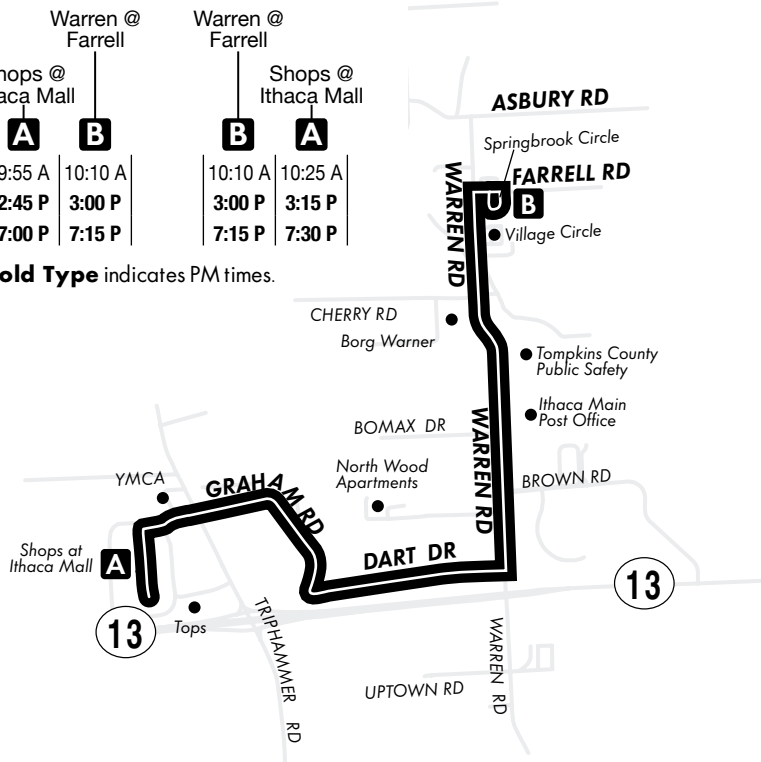 Warren @
Farrell
Warren @
Farrell
hops @
aca Mall
Shops @
Ithaca Mall
A B B A
9:55 A 10:10 A 10:10 A 10:25 A
2:45 P 3:00 P 3:00 P 3:15 P
7:00 P 7:15 P 7:15 P 7:30 P
old Type indicates PM times.
ASBURY RD
Springbrook Circle
FARRELL RD
WARREN RD
B
Village Circle
CHERRY RD
Borg Warner
Tompkins County
Public Safety
Ithaca Main
Post Office
BOMAX DR
WARREN RD
North Wood
Apartments
BROWN RD
YMCA
GRAHAM RD
Shops at
Ithaca Mall
A
DART DR
13
13
Tops
TRIPHAMMER RD
WARREN RD
UPTOWN RD